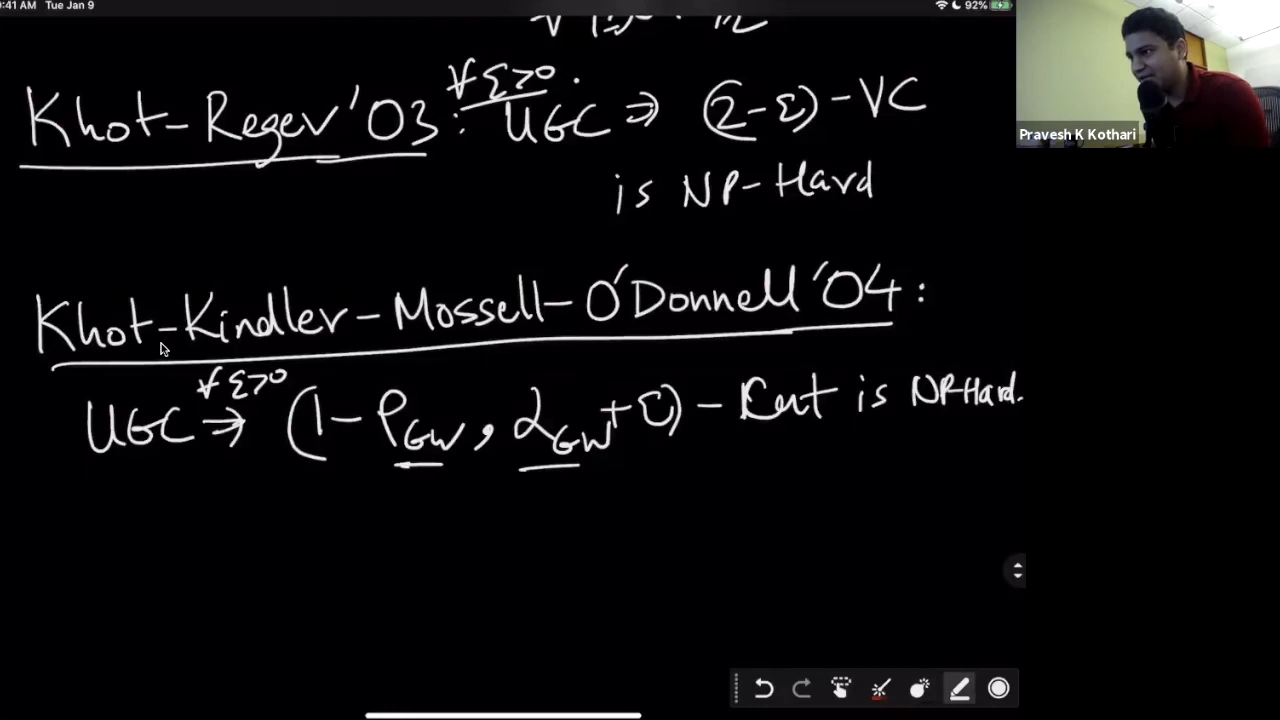 9:41 AM Tue Jan 9
92%
Pravesh K Kothari
∀ε>0.
Khot-Regev '03: UGC ⇒ (2-ε)-VC
is NP-Hard
Khot-Kindler-Mossell-O'Donnell '04:
∀ε>0
UGC ⇒ (1-ρ_GW, α_GW+ε)-Cut is NP-Hard.